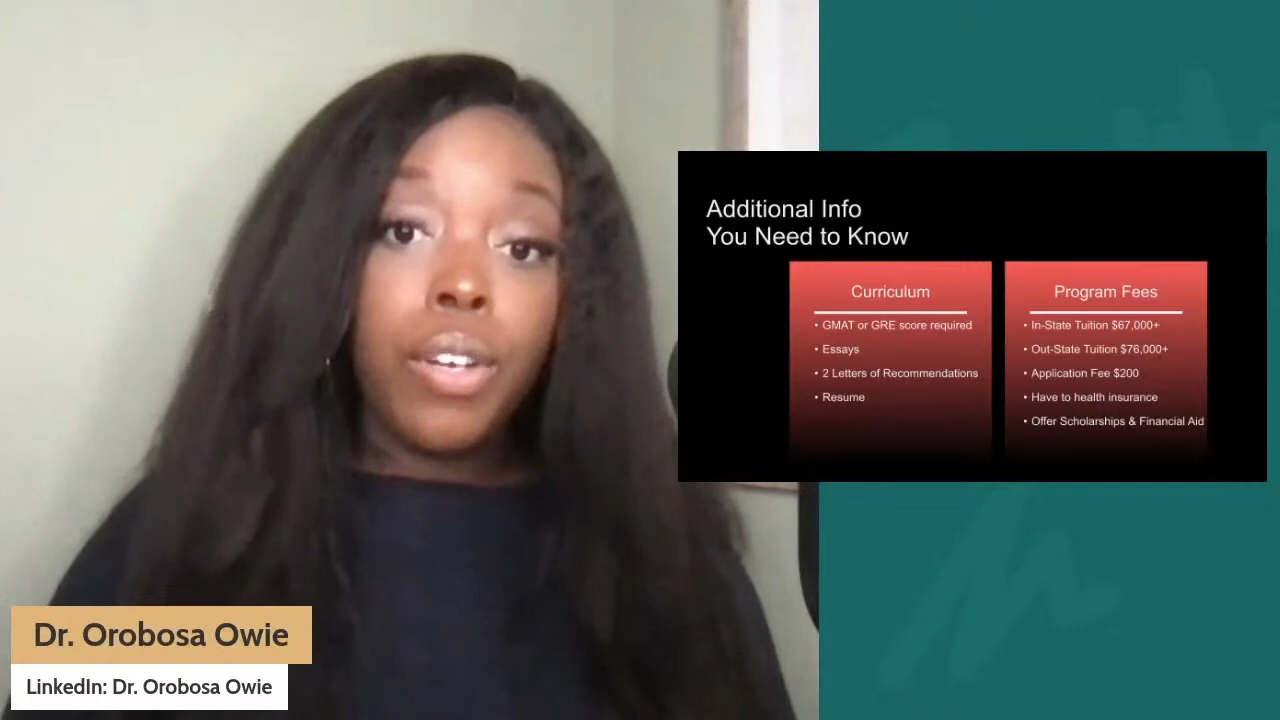 Additional Info
You Need to Know
Curriculum
• GMAT or GRE score required
• Essays
• 2 Letters of Recommendations
• Resume
Program Fees
• In-State Tuition $67,000+
• Out-State Tuition $76,000+
• Application Fee $200
• Have to health insurance
• Offer Scholarships & Financial Aid
Dr. Orobosa Owie
LinkedIn: Dr. Orobosa Owie